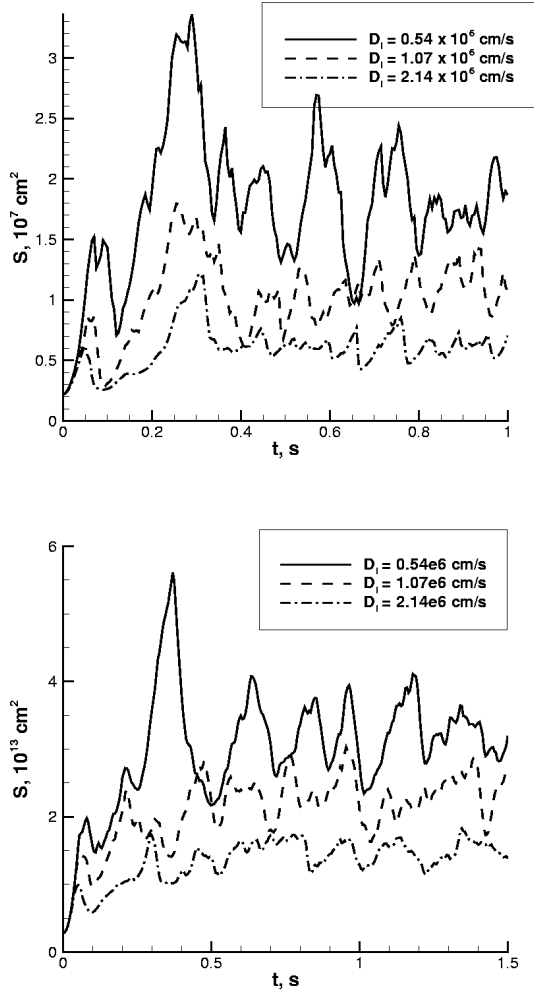 D_l = 0.54 x 10^6 cm/s
D_l = 1.07 x 10^6 cm/s
D_l = 2.14 x 10^6 cm/s
3.5
3
2.5
2
1.5
1
0.5
0
S, 10^7 cm^2
0 0.2 0.4 0.6 0.8 1
t, s
D_l = 0.54e6 cm/s
D_l = 1.07e6 cm/s
D_l = 2.14e6 cm/s
6
4
2
0
S, 10^13 cm^2
0 0.5 1 1.5
t, s